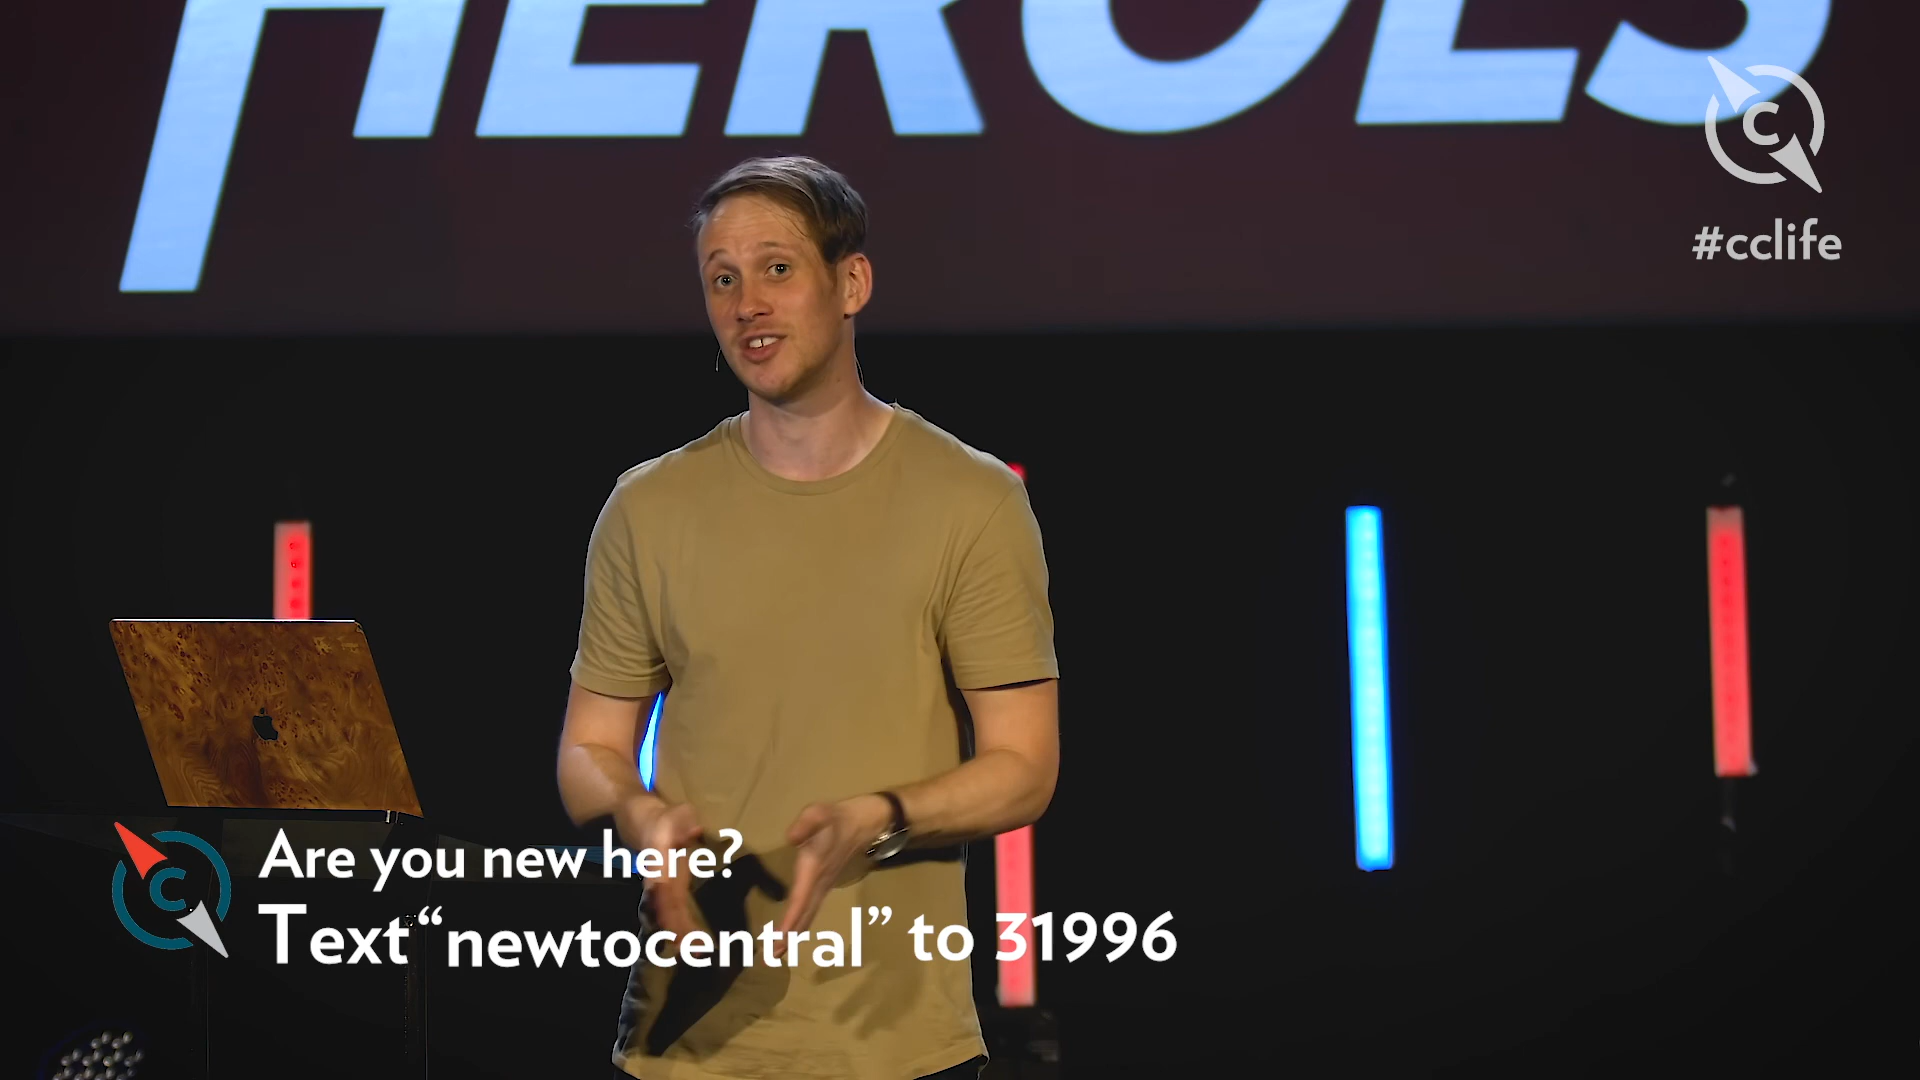 HEROES
C
#cclife
C
Are you new here?
Text “newtocentral” to 31996